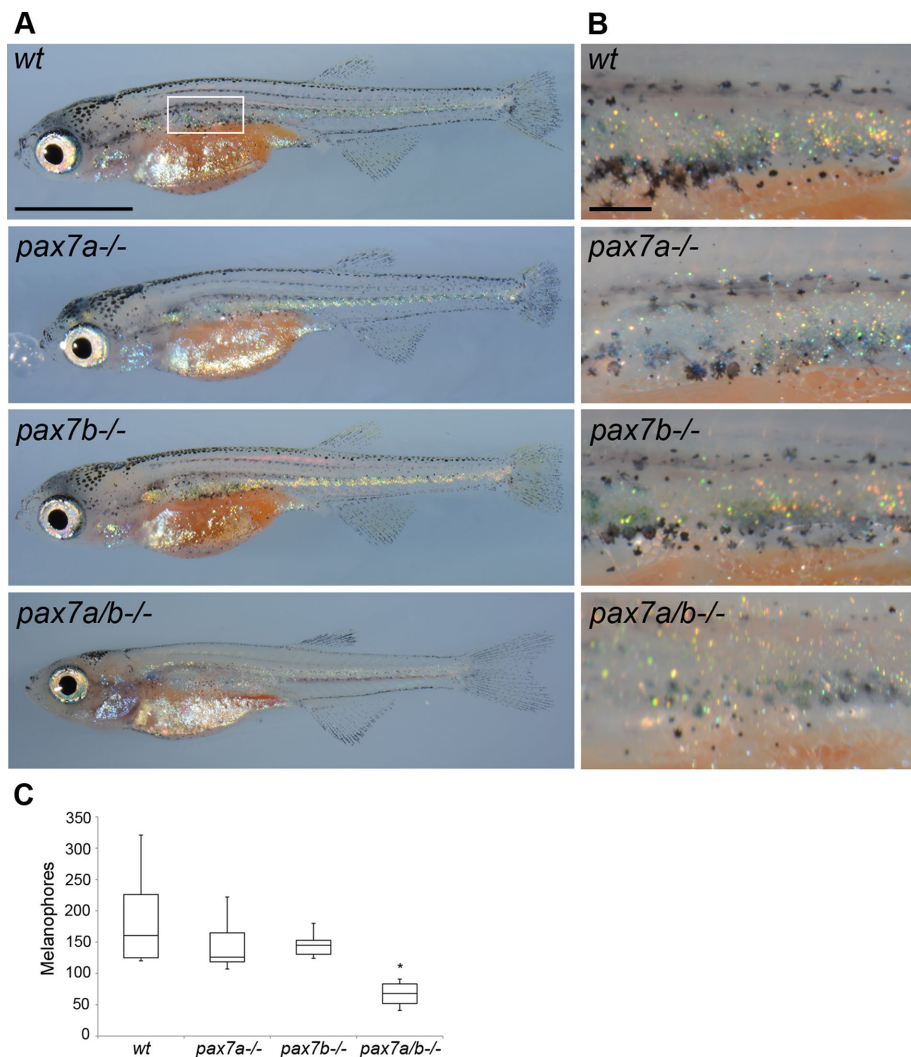 A
B
wt
wt
pax7a-/-
pax7a-/-
pax7b-/-
pax7b-/-
pax7a/b-/-
pax7a/b-/-
C
Melanophores
350
300
250
200
150
100
50
0
*
wt pax7a-/- pax7b-/- pax7a/b-/-